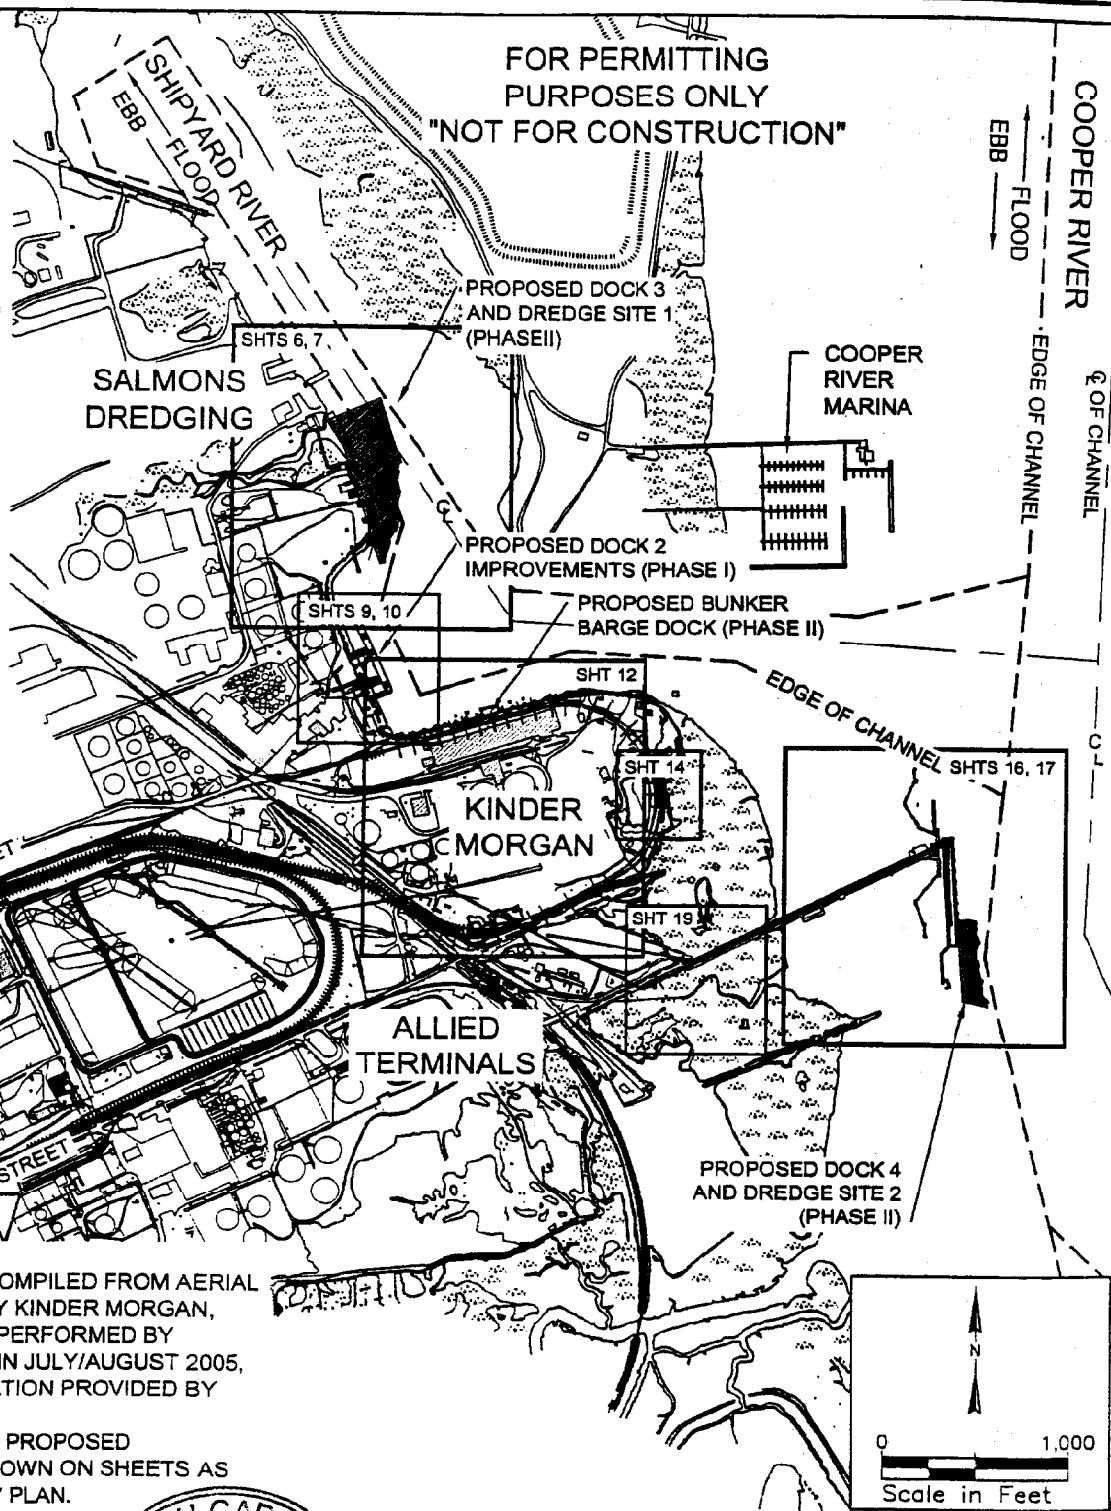 FOR PERMITTING
PURPOSES ONLY
"NOT FOR CONSTRUCTION"
SHIPYARD RIVER
EBB
FLOOD
COOPER RIVER
EBB
FLOOD
EDGE OF CHANNEL
℄ OF CHANNEL
PROPOSED DOCK 3
AND DREDGE SITE 1
(PHASEII)
SHTS 6, 7
SALMONS
DREDGING
COOPER
RIVER
MARINA
PROPOSED DOCK 2
IMPROVEMENTS (PHASE I)
SHTS 9, 10
PROPOSED BUNKER
BARGE DOCK (PHASE II)
SHT 12
EDGE OF CHANNEL
CL
SHTS 16, 17
SHT 14
KINDER
MORGAN
SHT 19
ALLIED
TERMINALS
STREET
PROPOSED DOCK 4
AND DREDGE SITE 2
(PHASE II)
OMPILED FROM AERIAL
Y KINDER MORGAN,
PERFORMED BY
IN JULY/AUGUST 2005,
ATION PROVIDED BY
PROPOSED
OWN ON SHEETS AS
Y PLAN.
N
0 1,000
Scale in Feet